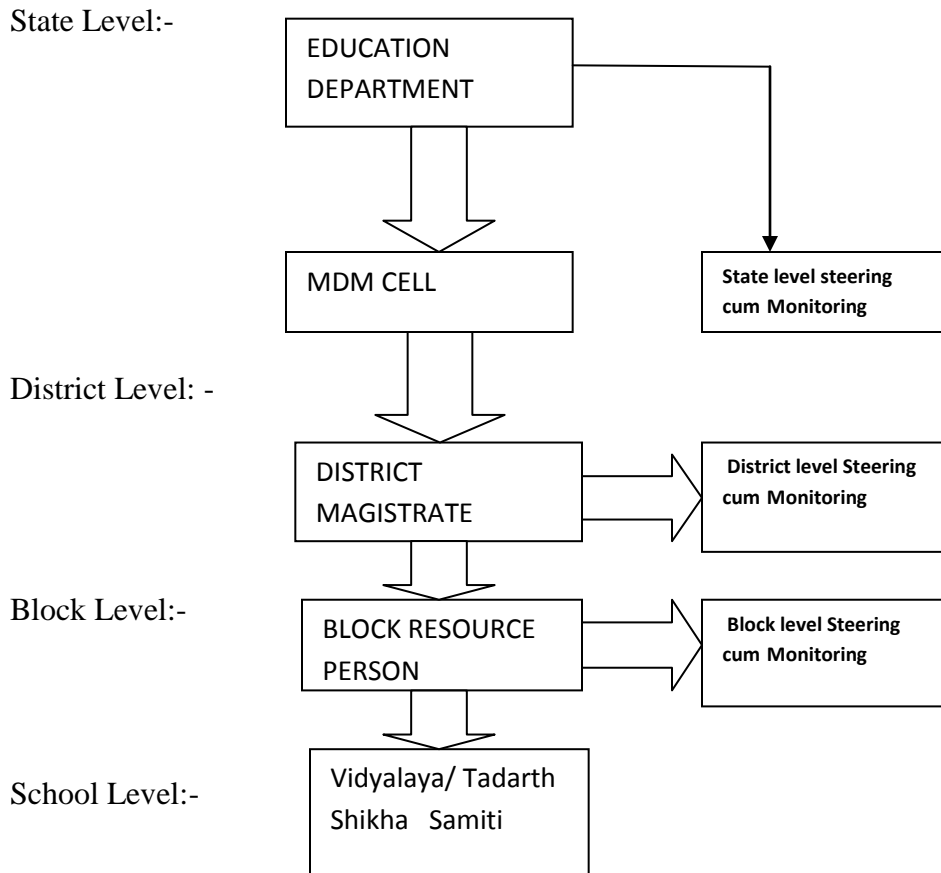 State Level:-
EDUCATION
DEPARTMENT
MDM CELL
State level steering
cum Monitoring
District Level: -
DISTRICT
MAGISTRATE
District level Steering
cum Monitoring
Block Level:-
BLOCK RESOURCE
PERSON
Block level Steering
cum Monitoring
School Level:-
Vidyalaya/ Tadarth
Shikha Samiti